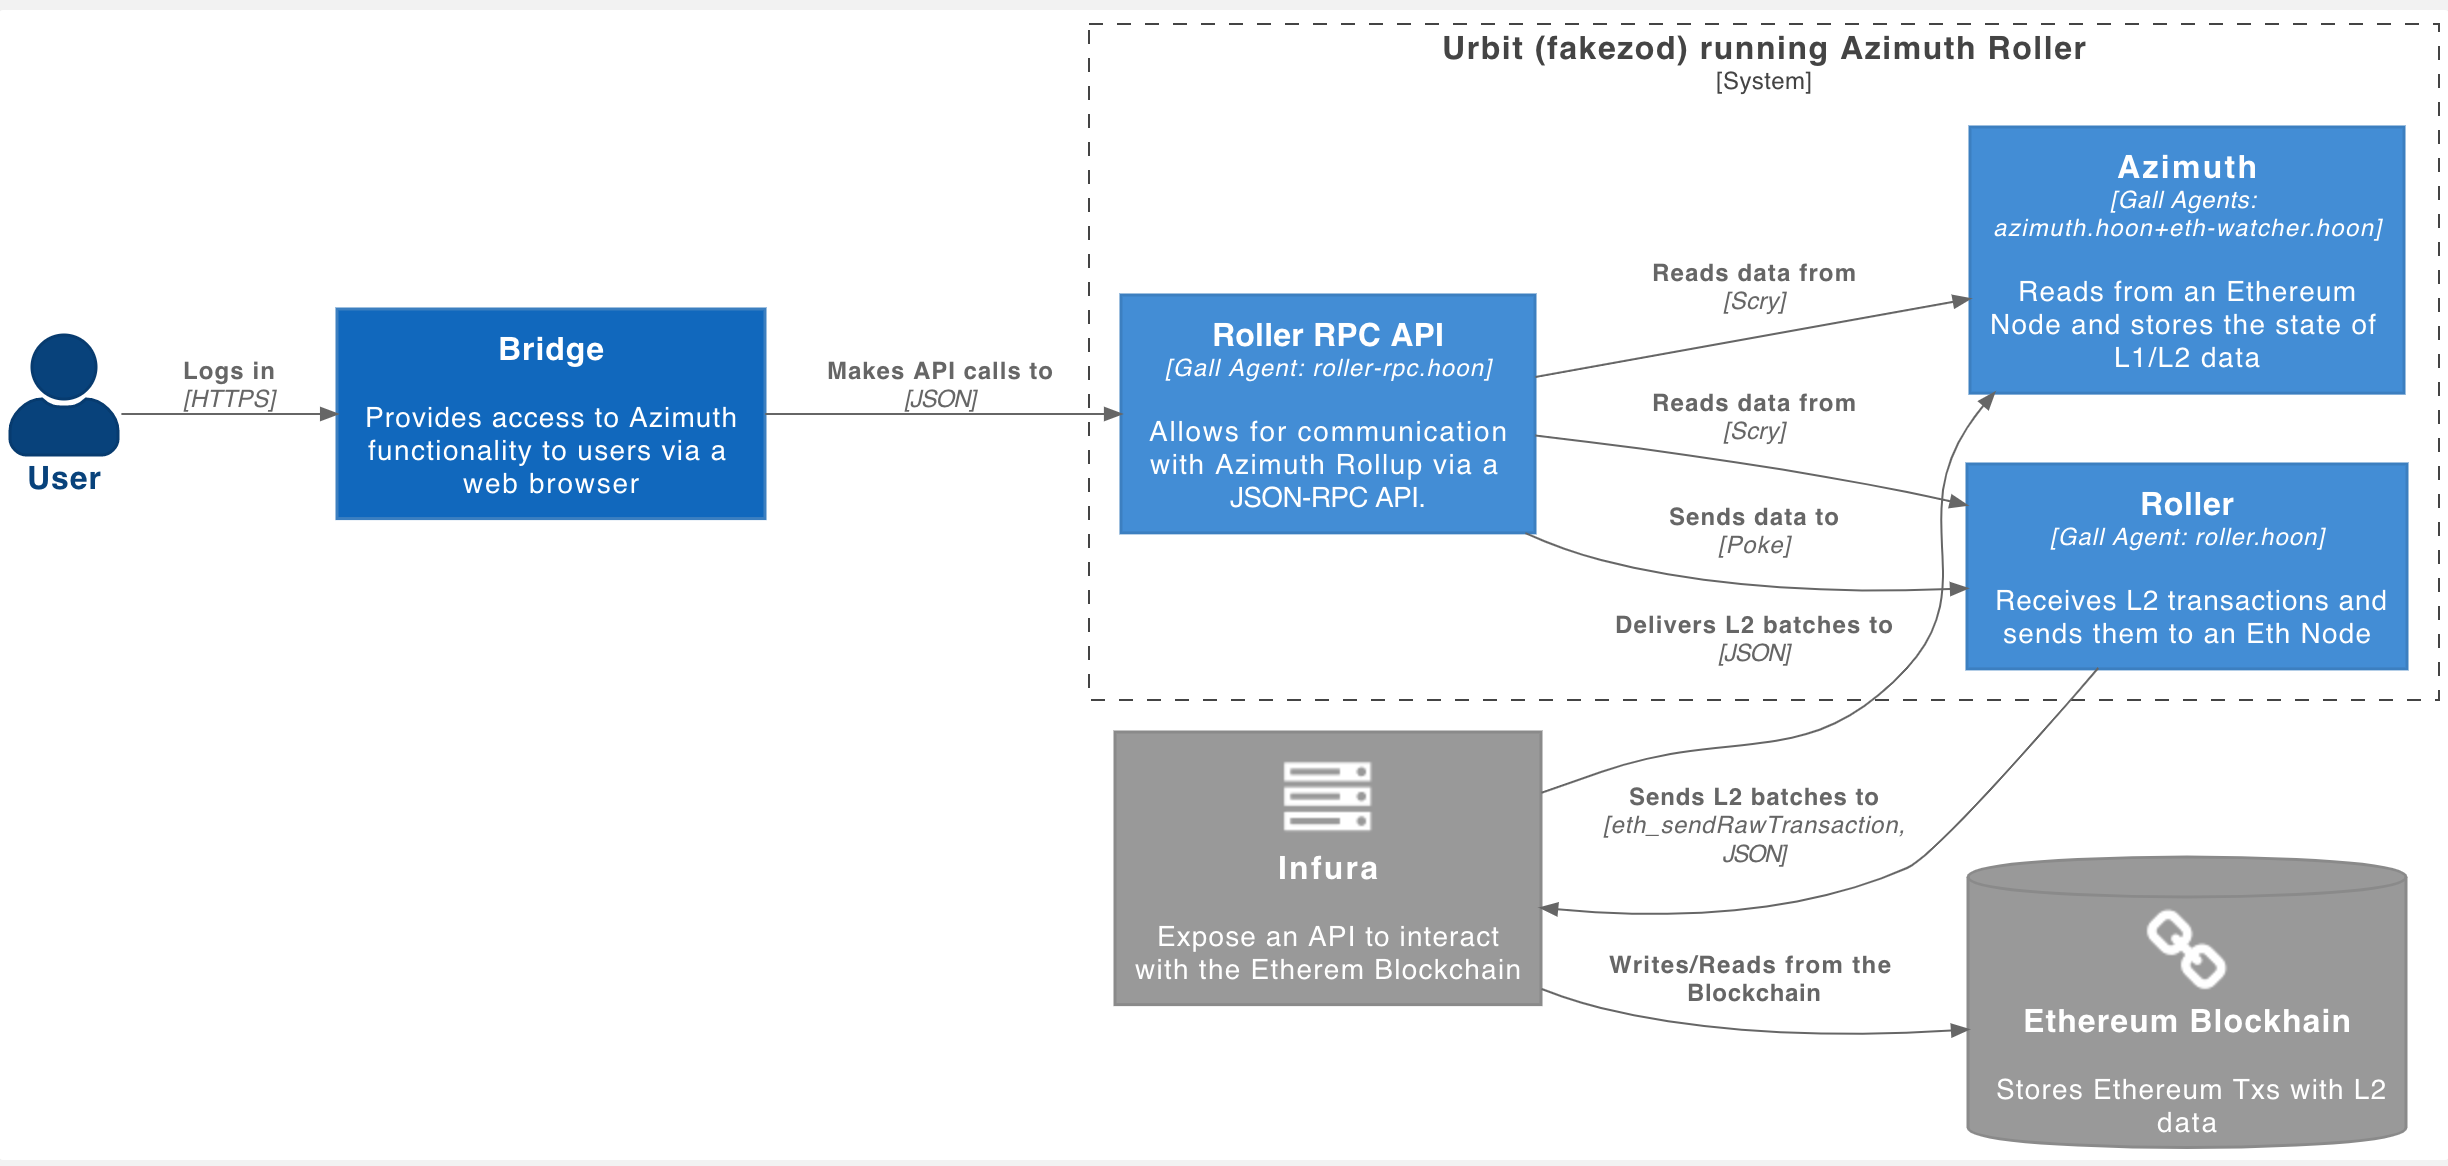 Urbit (fakezod) running Azimuth Roller
[System]
User
Logs in
[HTTPS]
Bridge
Provides access to Azimuth
functionality to users via a
web browser
Makes API calls to
[JSON]
Roller RPC API
[Gall Agent: roller-rpc.hoon]
Allows for communication
with Azimuth Rollup via a
JSON-RPC API.
Reads data from
[Scry]
Reads data from
[Scry]
Sends data to
[Poke]
Delivers L2 batches to
[JSON]
Azimuth
[Gall Agents:
azimuth.hoon+eth-watcher.hoon]
Reads from an Ethereum
Node and stores the state of
L1/L2 data
Roller
[Gall Agent: roller.hoon]
Receives L2 transactions and
sends them to an Eth Node
Infura
Expose an API to interact
with the Etherem Blockchain
Sends L2 batches to
[eth_sendRawTransaction,
JSON]
Writes/Reads from the
Blockchain
Ethereum Blockhain
Stores Ethereum Txs with L2
data